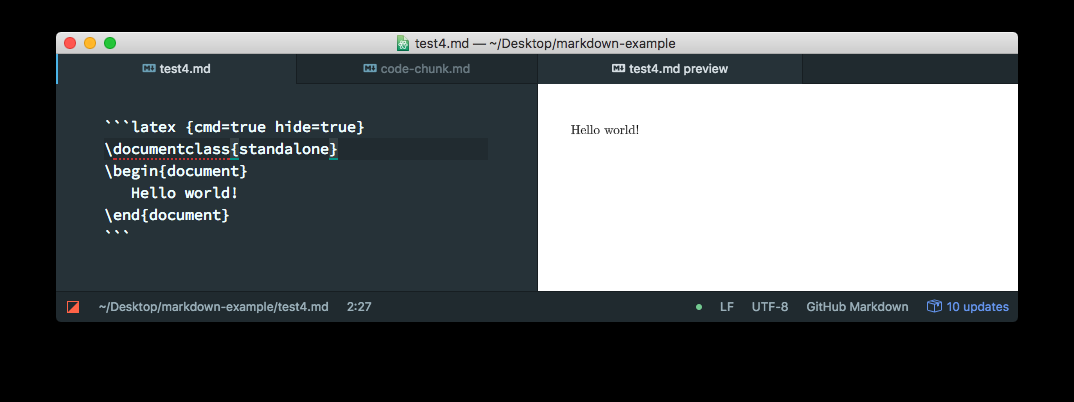 test4.md — ~/Desktop/markdown-example
test4.md
code-chunk.md
test4.md preview
```latex {cmd=true hide=true}
\documentclass{standalone}
\begin{document}
   Hello world!
\end{document}
```
Hello world!
~/Desktop/markdown-example/test4.md 2:27
LF UTF-8 GitHub Markdown 10 updates